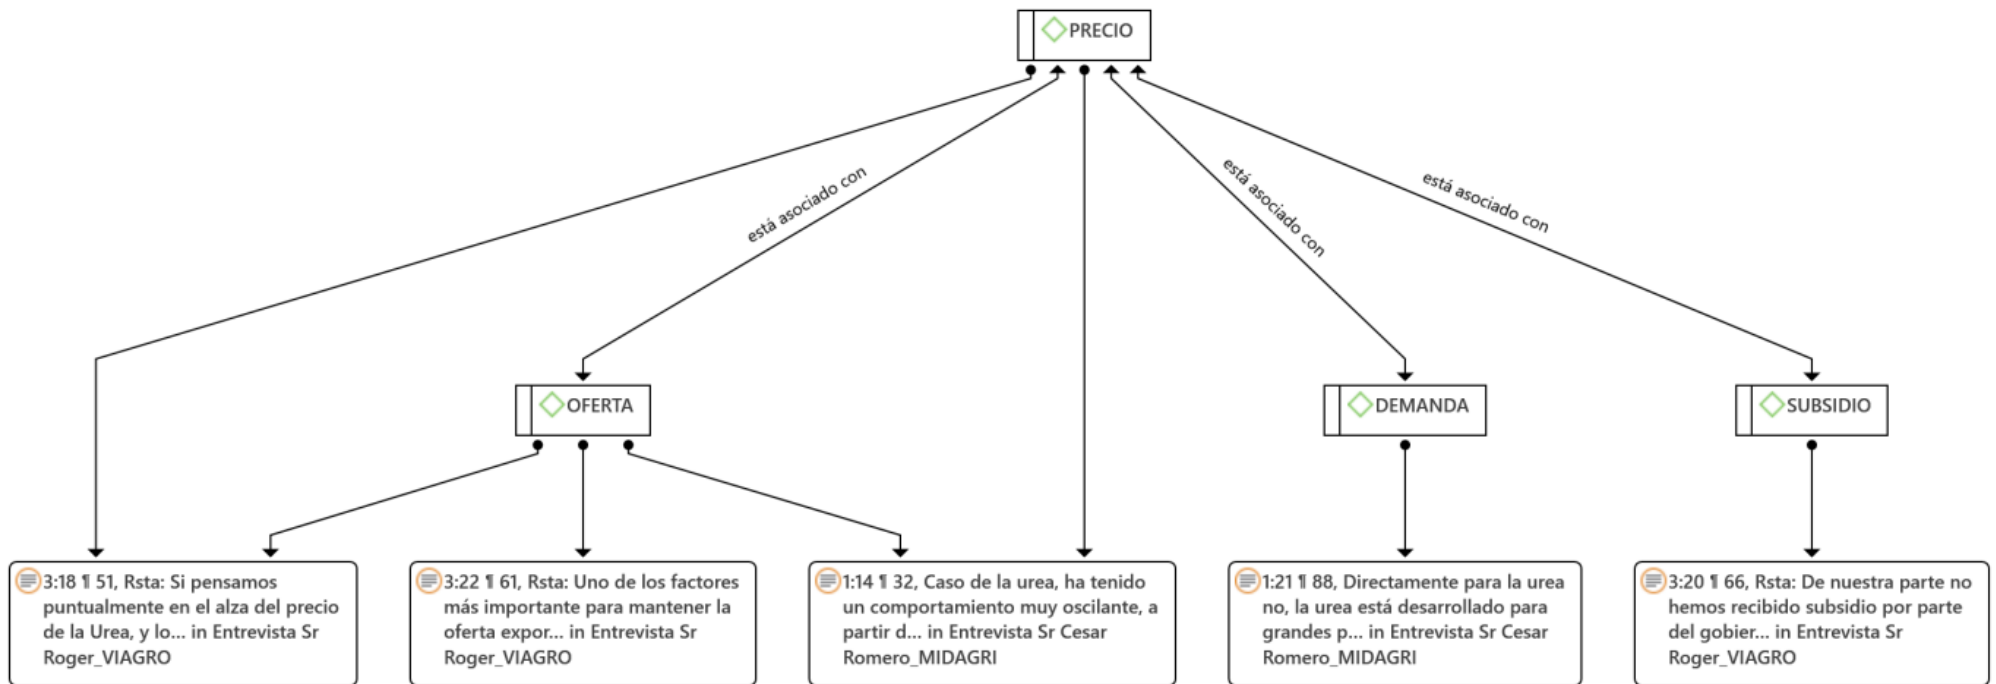 PRECIO
está asociado con
está asociado con
está asociado con
OFERTA
DEMANDA
SUBSIDIO
3:18 ¶ 51, Rsta: Si pensamos
puntualmente en el alza del precio
de la Urea, y lo... in Entrevista Sr
Roger_VIAGRO
3:22 ¶ 61, Rsta: Uno de los factores
más importante para mantener la
oferta expor... in Entrevista Sr
Roger_VIAGRO
1:14 ¶ 32, Caso de la urea, ha tenido
un comportamiento muy oscilante, a
partir d... in Entrevista Sr Cesar
Romero_MIDAGRI
1:21 ¶ 88, Directamente para la urea
no, la urea está desarrollado para
grandes p... in Entrevista Sr Cesar
Romero_MIDAGRI
3:20 ¶ 66, Rsta: De nuestra parte no
hemos recibido subsidio por parte
del gobier... in Entrevista Sr
Roger_VIAGRO